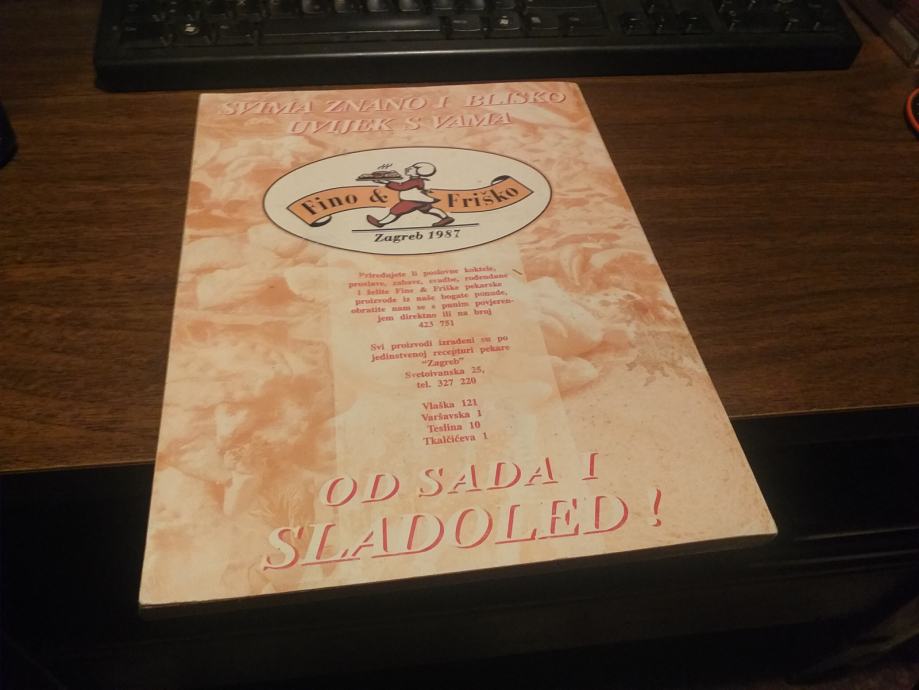 SVIMA ZNANO I BLISKO
UVIJEK S VAMA
Fino & Friško
Zagreb 1987
Priređujete li poslovne koktele,
proslave, zabave, svadbe, rođendane
i želite Fine & Friške pekarske
proizvode iz naše bogate ponude,
obratite nam se s punim povjeren-
jem direktno ili na broj
423 751
Svi proizvodi izrađeni su po
jedinstvenoj recepturi pekare
"Zagreb"
Svetoivanska 25,
tel. 327 220
Vlaška 121
Varšavska 1
Teslina 10
Tkalčićeva 1
OD SADA I
SLADOLED !